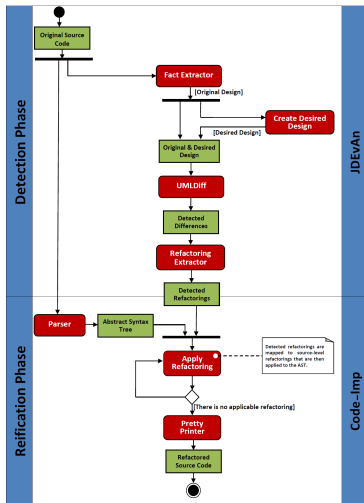 Original Source
Code
Fact Extractor
[Original Design]
Create Desired
Design
[Desired Design]
Original & Desired
Design
UMLDiff
Detected
Differences
Refactoring
Extractor
Detected
Refactorings
Detection Phase
JDEvAn
Parser
Abstract Syntax
Tree
Apply
Refactoring
Detected refactorings are
mapped to source-level
refactorings that are then
applied to the AST.
[There is no applicable refactoring]
Pretty
Printer
Refactored
Source Code
Reification Phase
Code-Imp